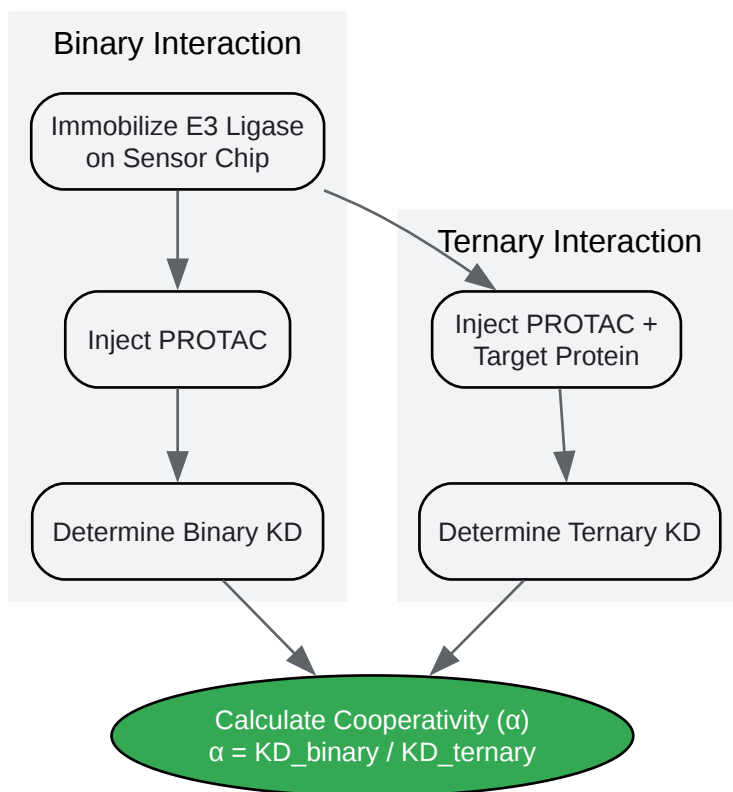 Binary Interaction
Immobilize E3 Ligase
on Sensor Chip
Ternary Interaction
Inject PROTAC
Inject PROTAC +
Target Protein
Determine Binary KD
Determine Ternary KD
Calculate Cooperativity (α)
α = KD_binary / KD_ternary